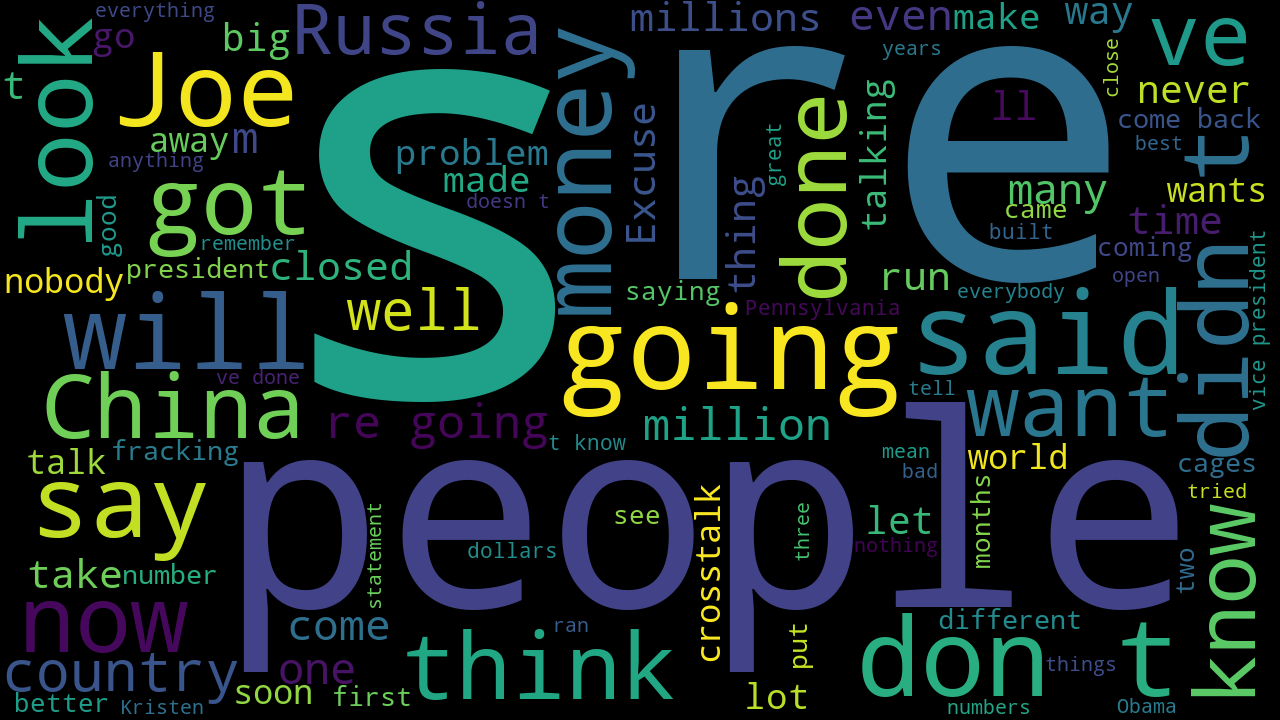 everything
go
big
Russia
millions
even
make
way
ve
look
t
Joe
away
m
anything
money
years
close
ll
never
come back
best
t
s
re
problem
made
doesn t
Excuse
great
thing
done
talking
many
came
built
wants
time
coming
open
got
good
remember
nobody
president
closed
well
saying
Pennsylvania
run
everybody
vice president
will
going
said
didn
China
ve done
re going
t know
million
tell
want
talk
fracking
mean
bad
world
cages
tried
say
people
statement
dollars
see
crosstalk
three
let
nothing
months
two
know
take
number
now
come
ran
different
country
one
think
put
don
t
things
better
Kristen
soon
first
lot
numbers
Obama